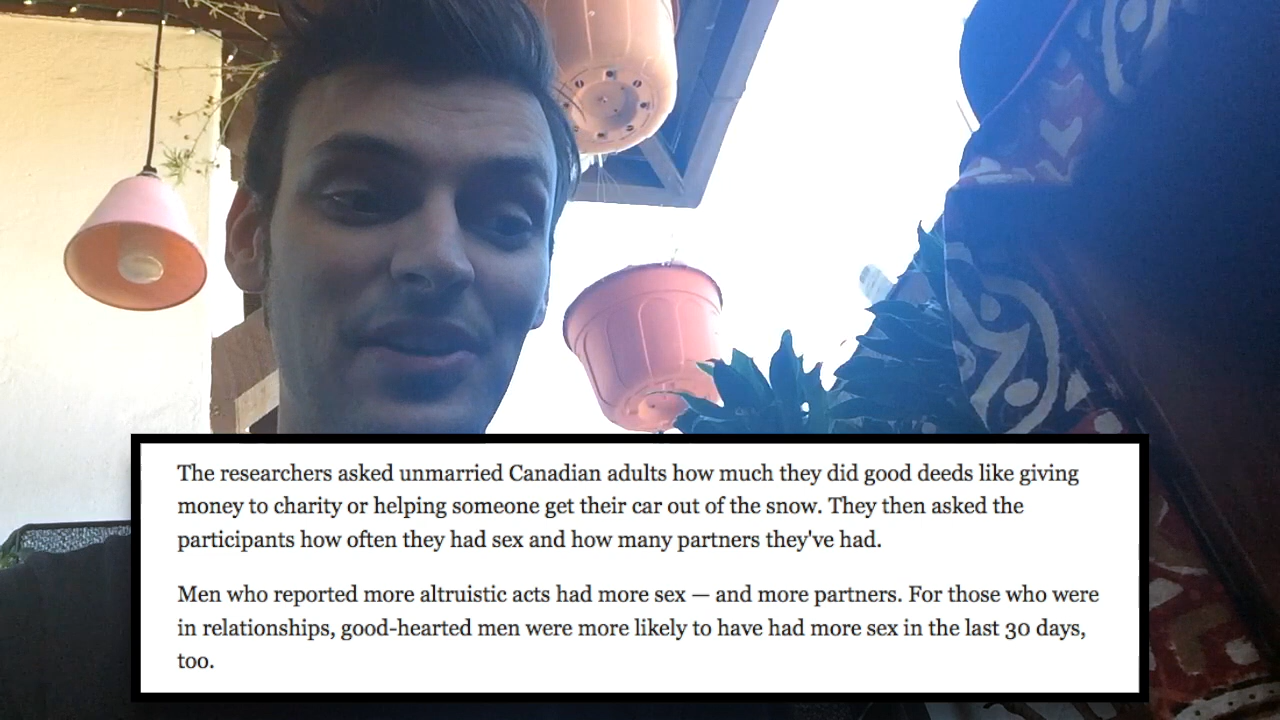 The researchers asked unmarried Canadian adults how much they did good deeds like giving
money to charity or helping someone get their car out of the snow. They then asked the
participants how often they had sex and how many partners they've had.
Men who reported more altruistic acts had more sex — and more partners. For those who were
in relationships, good-hearted men were more likely to have had more sex in the last 30 days,
too.